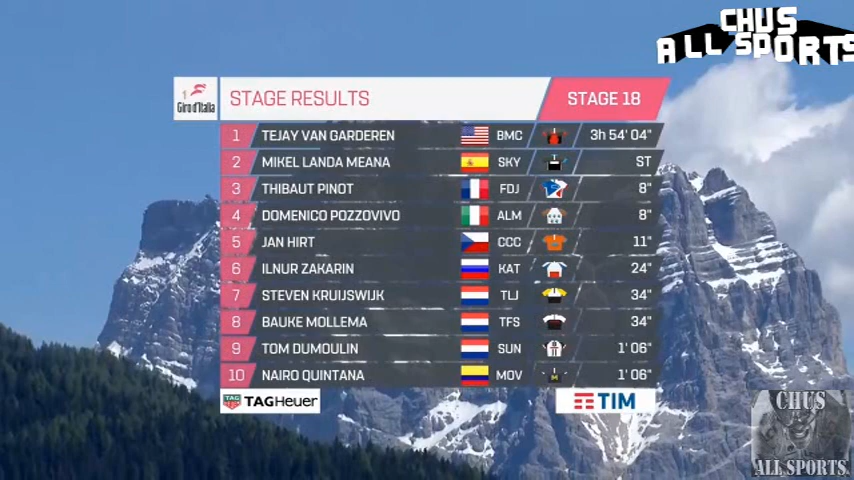 CHUS
ALL SPORTS
Giro d'Italia
STAGE RESULTS
STAGE 18
1 TEJAY VAN GARDEREN BMC 3h 54' 04"
2 MIKEL LANDA MEANA SKY ST
3 THIBAUT PINOT FDJ 8"
4 DOMENICO POZZOVIVO ALM 8"
5 JAN HIRT CCC 11"
6 ILNUR ZAKARIN KAT 24"
7 STEVEN KRUIJSWIJK TLJ 34"
8 BAUKE MOLLEMA TFS 34"
9 TOM DUMOULIN SUN 1' 06"
10 NAIRO QUINTANA MOV 1' 06"
TAG TAGHeuer
TIM
CHUS
ALL SPORTS